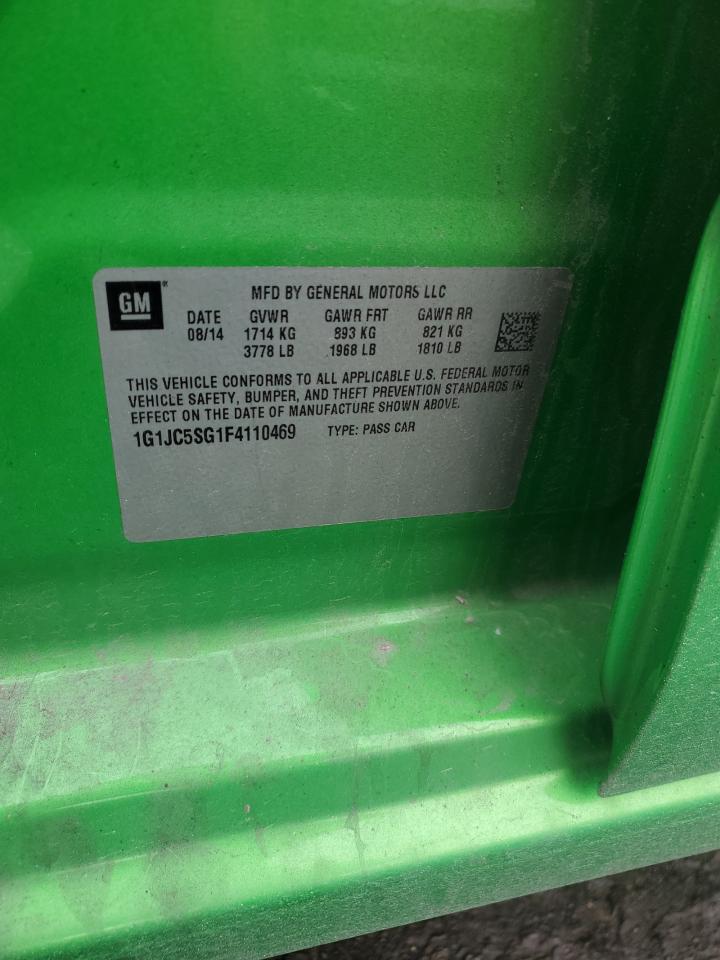 GM
®
MFD BY GENERAL MOTORS LLC
DATE GVWR GAWR FRT GAWR RR
08/14 1714 KG 893 KG 821 KG
3778 LB 1968 LB 1810 LB
THIS VEHICLE CONFORMS TO ALL APPLICABLE U.S. FEDERAL MOTOR
VEHICLE SAFETY, BUMPER, AND THEFT PREVENTION STANDARDS IN
EFFECT ON THE DATE OF MANUFACTURE SHOWN ABOVE.
1G1JC5SG1F4110469 TYPE: PASS CAR